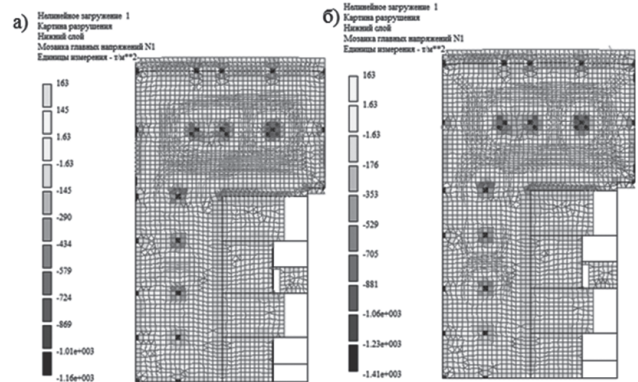 а)
Нелинейное загружение 1
Картина разрушения
Нижний слой
Мозаика главных напряжений N1
Единицы измерения - т/м**2
163
145
1.63
-1.63
-145
-290
-434
-579
-724
-869
-1.01e+003
-1.16e+003
б)
Нелинейное загружение 1
Картина разрушения
Нижний слой
Мозаика главных напряжений N1
Единицы измерения - т/м**2
163
1.63
-1.63
-176
-353
-529
-705
-881
-1.06e+003
-1.23e+003
-1.41e+003